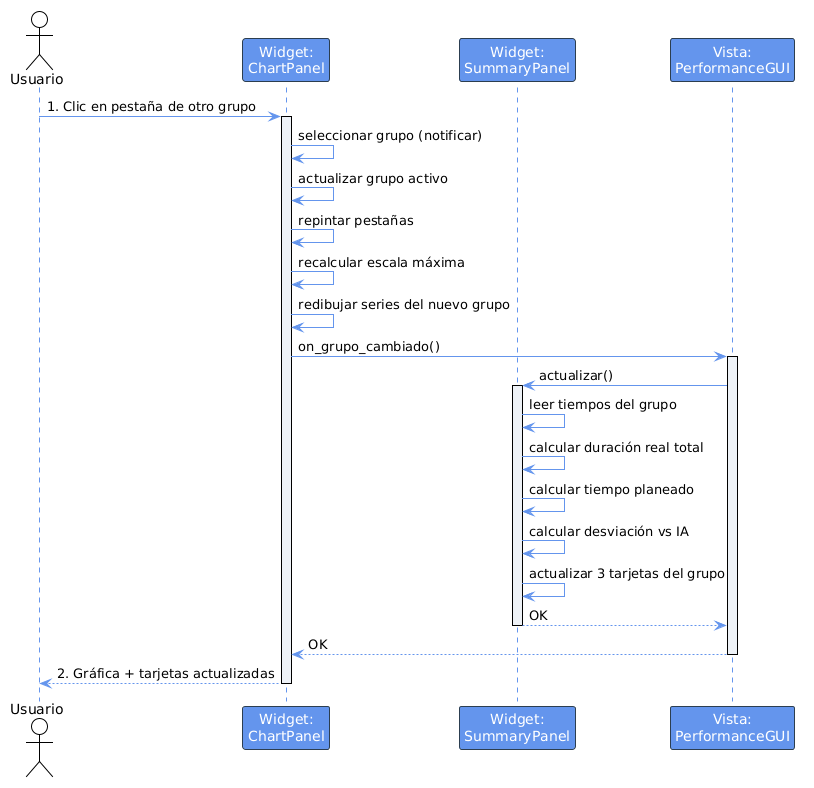 Usuario
Widget:
ChartPanel
Widget:
SummaryPanel
Vista:
PerformanceGUI
1. Clic en pestaña de otro grupo
seleccionar grupo (notificar)
actualizar grupo activo
repintar pestañas
recalcular escala máxima
redibujar series del nuevo grupo
on_grupo_cambiado()
actualizar()
leer tiempos del grupo
calcular duración real total
calcular tiempo planeado
calcular desviación vs IA
actualizar 3 tarjetas del grupo
OK
OK
2. Gráfica + tarjetas actualizadas
Usuario
Widget:
ChartPanel
Widget:
SummaryPanel
Vista:
PerformanceGUI